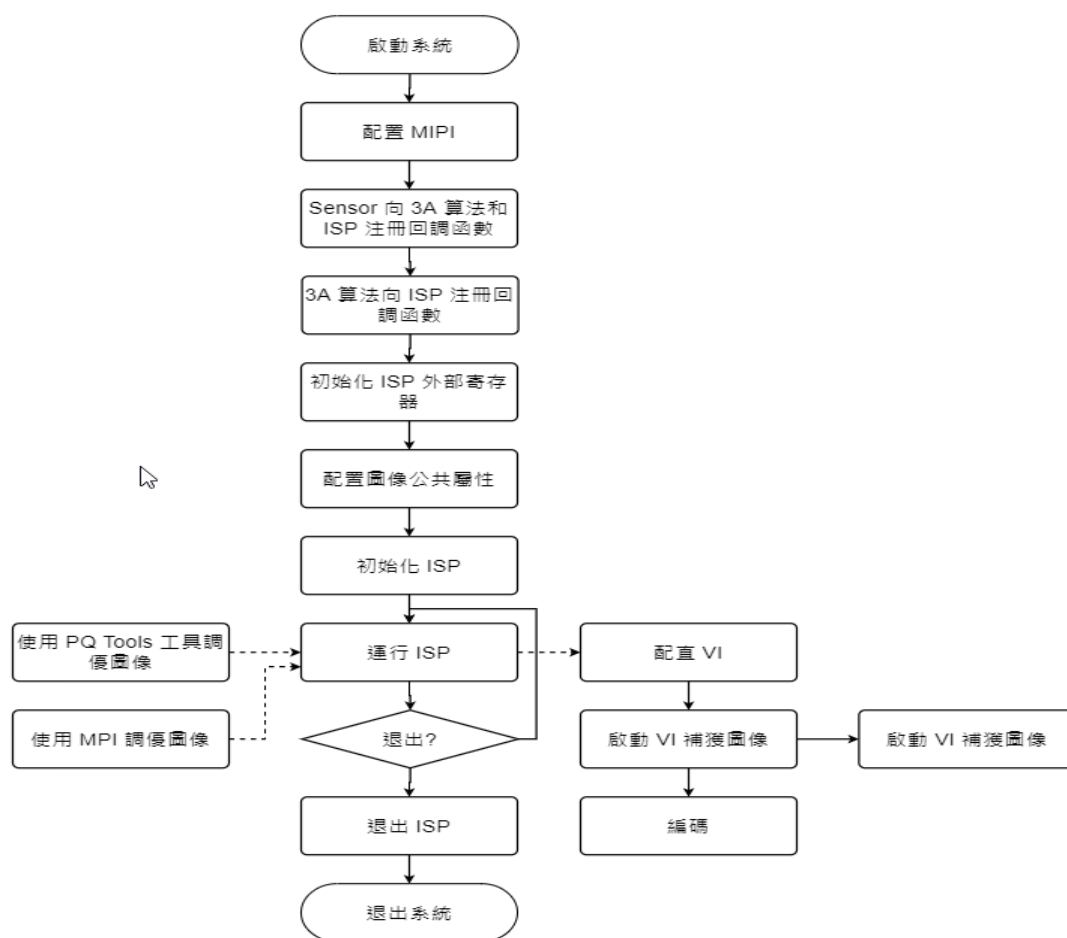 啟動系統
配置 MIPI
Sensor 向 3A 算法和
ISP 注冊回調函數
3A 算法向 ISP 注冊回
調函數
初始化 ISP 外部寄存
器
配置圖像公共屬性
初始化 ISP
使用 PQ Tools 工具調
優圖像
運行 ISP
配直 VI
使用 MPI 調優圖像
退出?
啟動 VI 補獲圖像
啟動 VI 補獲圖像
退出 ISP
編碼
退出系統